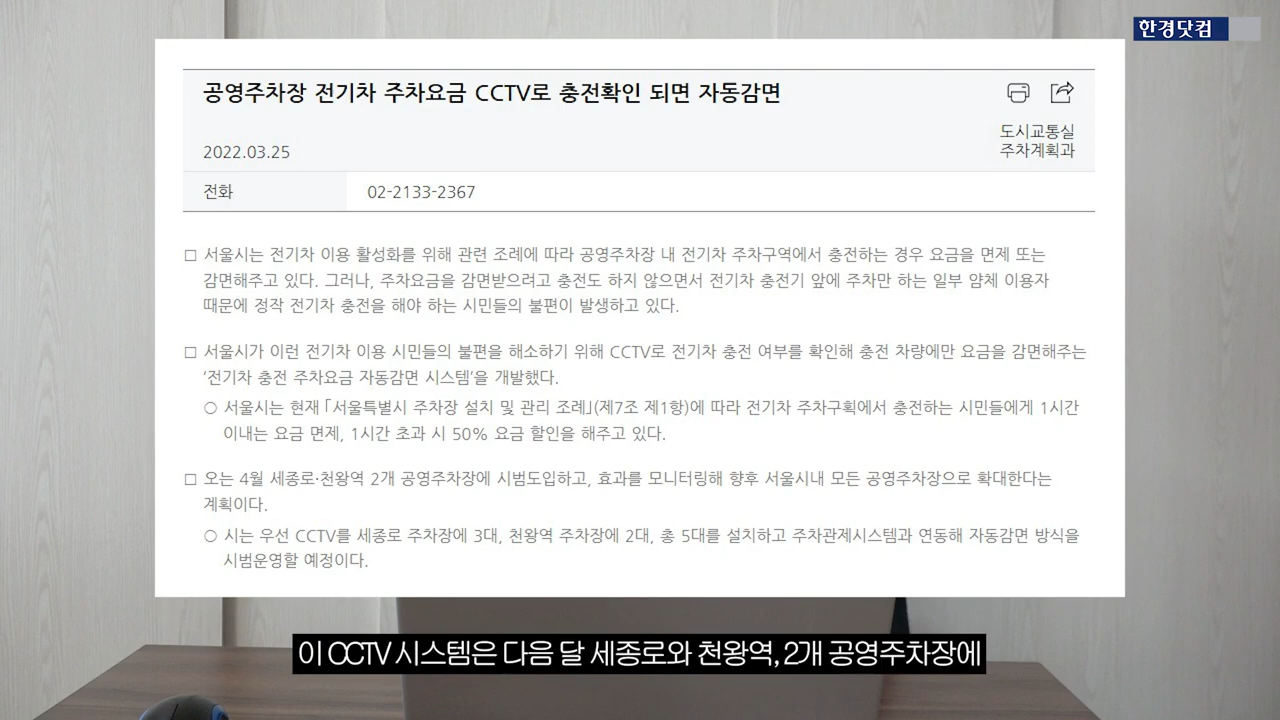 한경닷컴
공영주차장 전기차 주차요금 CCTV로 충전확인 되면 자동감면
도시교통실
주차계획과
2022.03.25
전화 02-2133-2367
□ 서울시는 전기차 이용 활성화를 위해 관련 조례에 따라 공영주차장 내 전기차 주차구역에서 충전하는 경우 요금을 면제 또는
감면해주고 있다. 그러나, 주차요금을 감면받으려고 충전도 하지 않으면서 전기차 충전기 앞에 주차만 하는 일부 얌체 이용자
때문에 정작 전기차 충전을 해야 하는 시민들의 불편이 발생하고 있다.
□ 서울시가 이런 전기차 이용 시민들의 불편을 해소하기 위해 CCTV로 전기차 충전 여부를 확인해 충전 차량에만 요금을 감면해주는
‘전기차 충전 주차요금 자동감면 시스템’을 개발했다.
○ 서울시는 현재 「서울특별시 주차장 설치 및 관리 조례」(제7조 제1항)에 따라 전기차 주차구획에서 충전하는 시민들에게 1시간
이내는 요금 면제, 1시간 초과 시 50% 요금 할인을 해주고 있다.
□ 오는 4월 세종로·천왕역 2개 공영주차장에 시범도입하고, 효과를 모니터링해 향후 서울시내 모든 공영주차장으로 확대한다는
계획이다.
○ 시는 우선 CCTV를 세종로 주차장에 3대, 천왕역 주차장에 2대, 총 5대를 설치하고 주차관제시스템과 연동해 자동감면 방식을
시범운영할 예정이다.
이 CCTV 시스템은 다음 달 세종로와 천왕역, 2개 공영주차장에